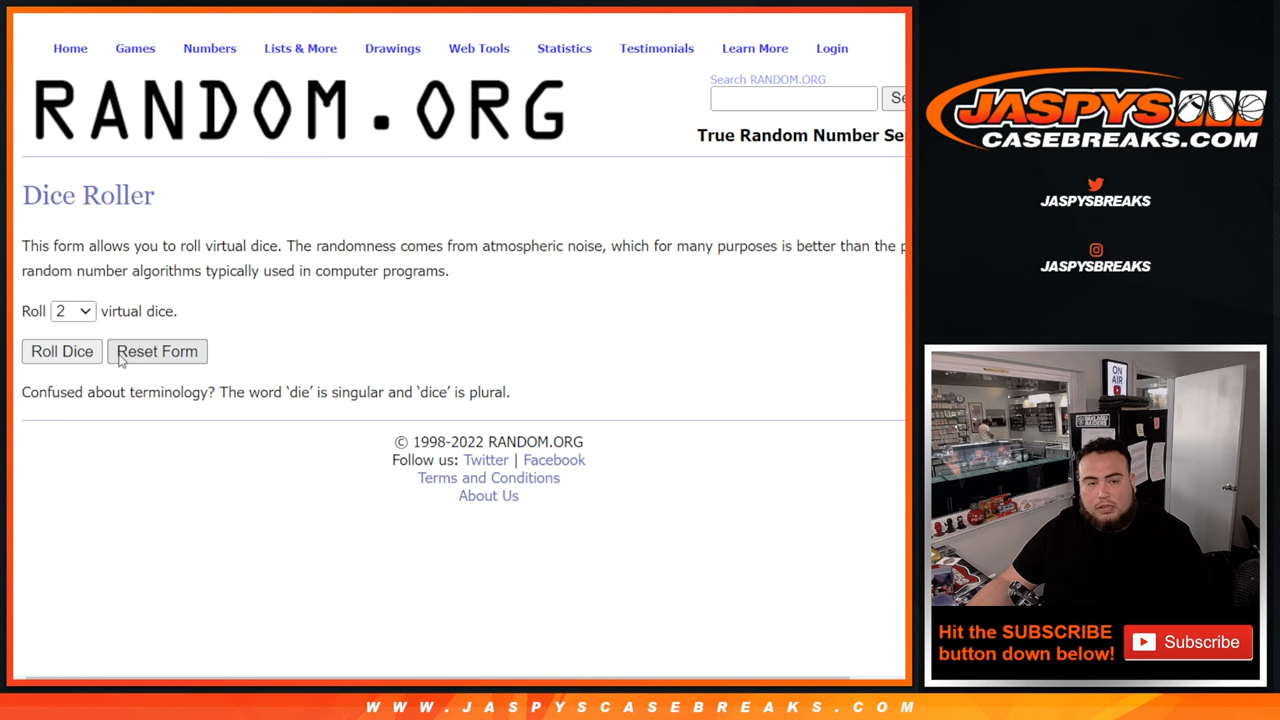 Home Games Numbers Lists & More Drawings Web Tools Statistics Testimonials Learn More Login
RANDOM.ORG
Search RANDOM.ORG
Se
True Random Number Se
Dice Roller
This form allows you to roll virtual dice. The randomness comes from atmospheric noise, which for many purposes is better than the p
random number algorithms typically used in computer programs.
Roll 2 virtual dice.
Roll Dice Reset Form
Confused about terminology? The word ‘die’ is singular and ‘dice’ is plural.
© 1998-2022 RANDOM.ORG
Follow us: Twitter | Facebook
Terms and Conditions
About Us
JASPYS
CASEBREAKS.COM
JASPYSBREAKS
JASPYSBREAKS
ON
AIR
Hit the SUBSCRIBE
button down below!
Subscribe
WWW.JASPYSCASEBREAKS.COM